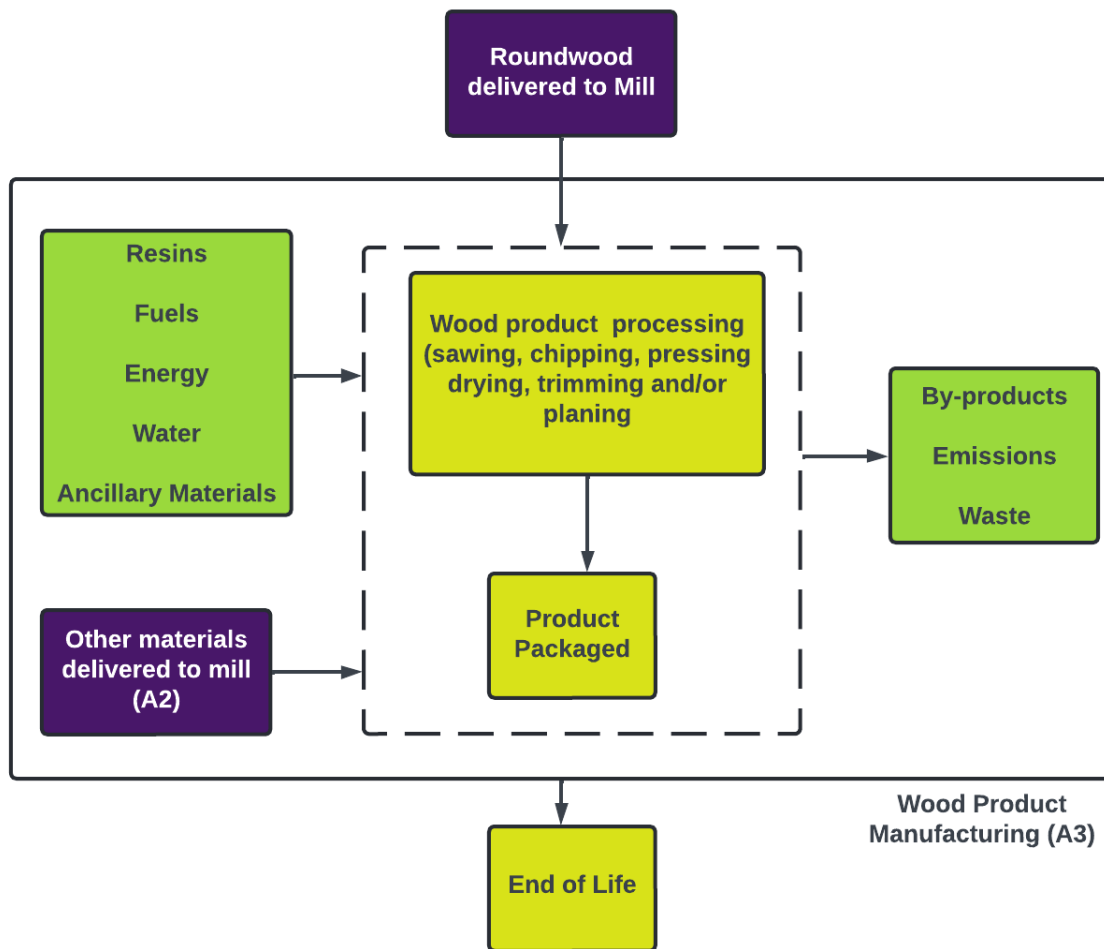 Roundwood
delivered to Mill
Resins
Fuels
Energy
Water
Ancillary Materials
Wood product processing
(sawing, chipping, pressing
drying, trimming and/or
planing
By-products
Emissions
Waste
Product
Packaged
Other materials
delivered to mill
(A2)
Wood Product
Manufacturing (A3)
End of Life